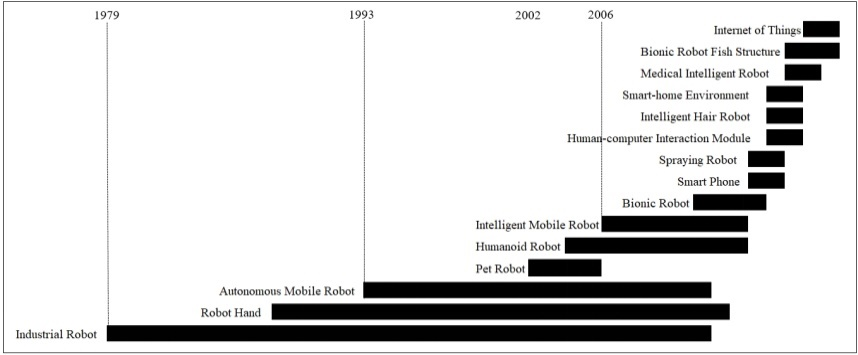 1979 1993 2002 2006
Internet of Things
Bionic Robot Fish Structure
Medical Intelligent Robot
Smart-home Environment
Intelligent Hair Robot
Human-computer Interaction Module
Spraying Robot
Smart Phone
Bionic Robot
Intelligent Mobile Robot
Humanoid Robot
Pet Robot
Autonomous Mobile Robot
Robot Hand
Industrial Robot